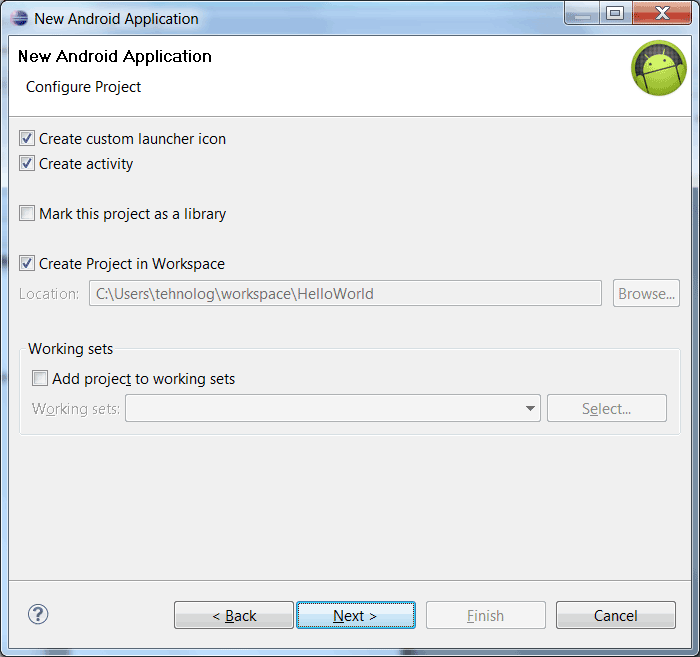 New Android Application
New Android Application
Configure Project
Create custom launcher icon
Create activity
Mark this project as a library
Create Project in Workspace
Location: C:\Users\tehnolog\workspace\HelloWorld Browse...
Working sets
Add project to working sets
Working sets: Select...
? < Back Next > Finish Cancel